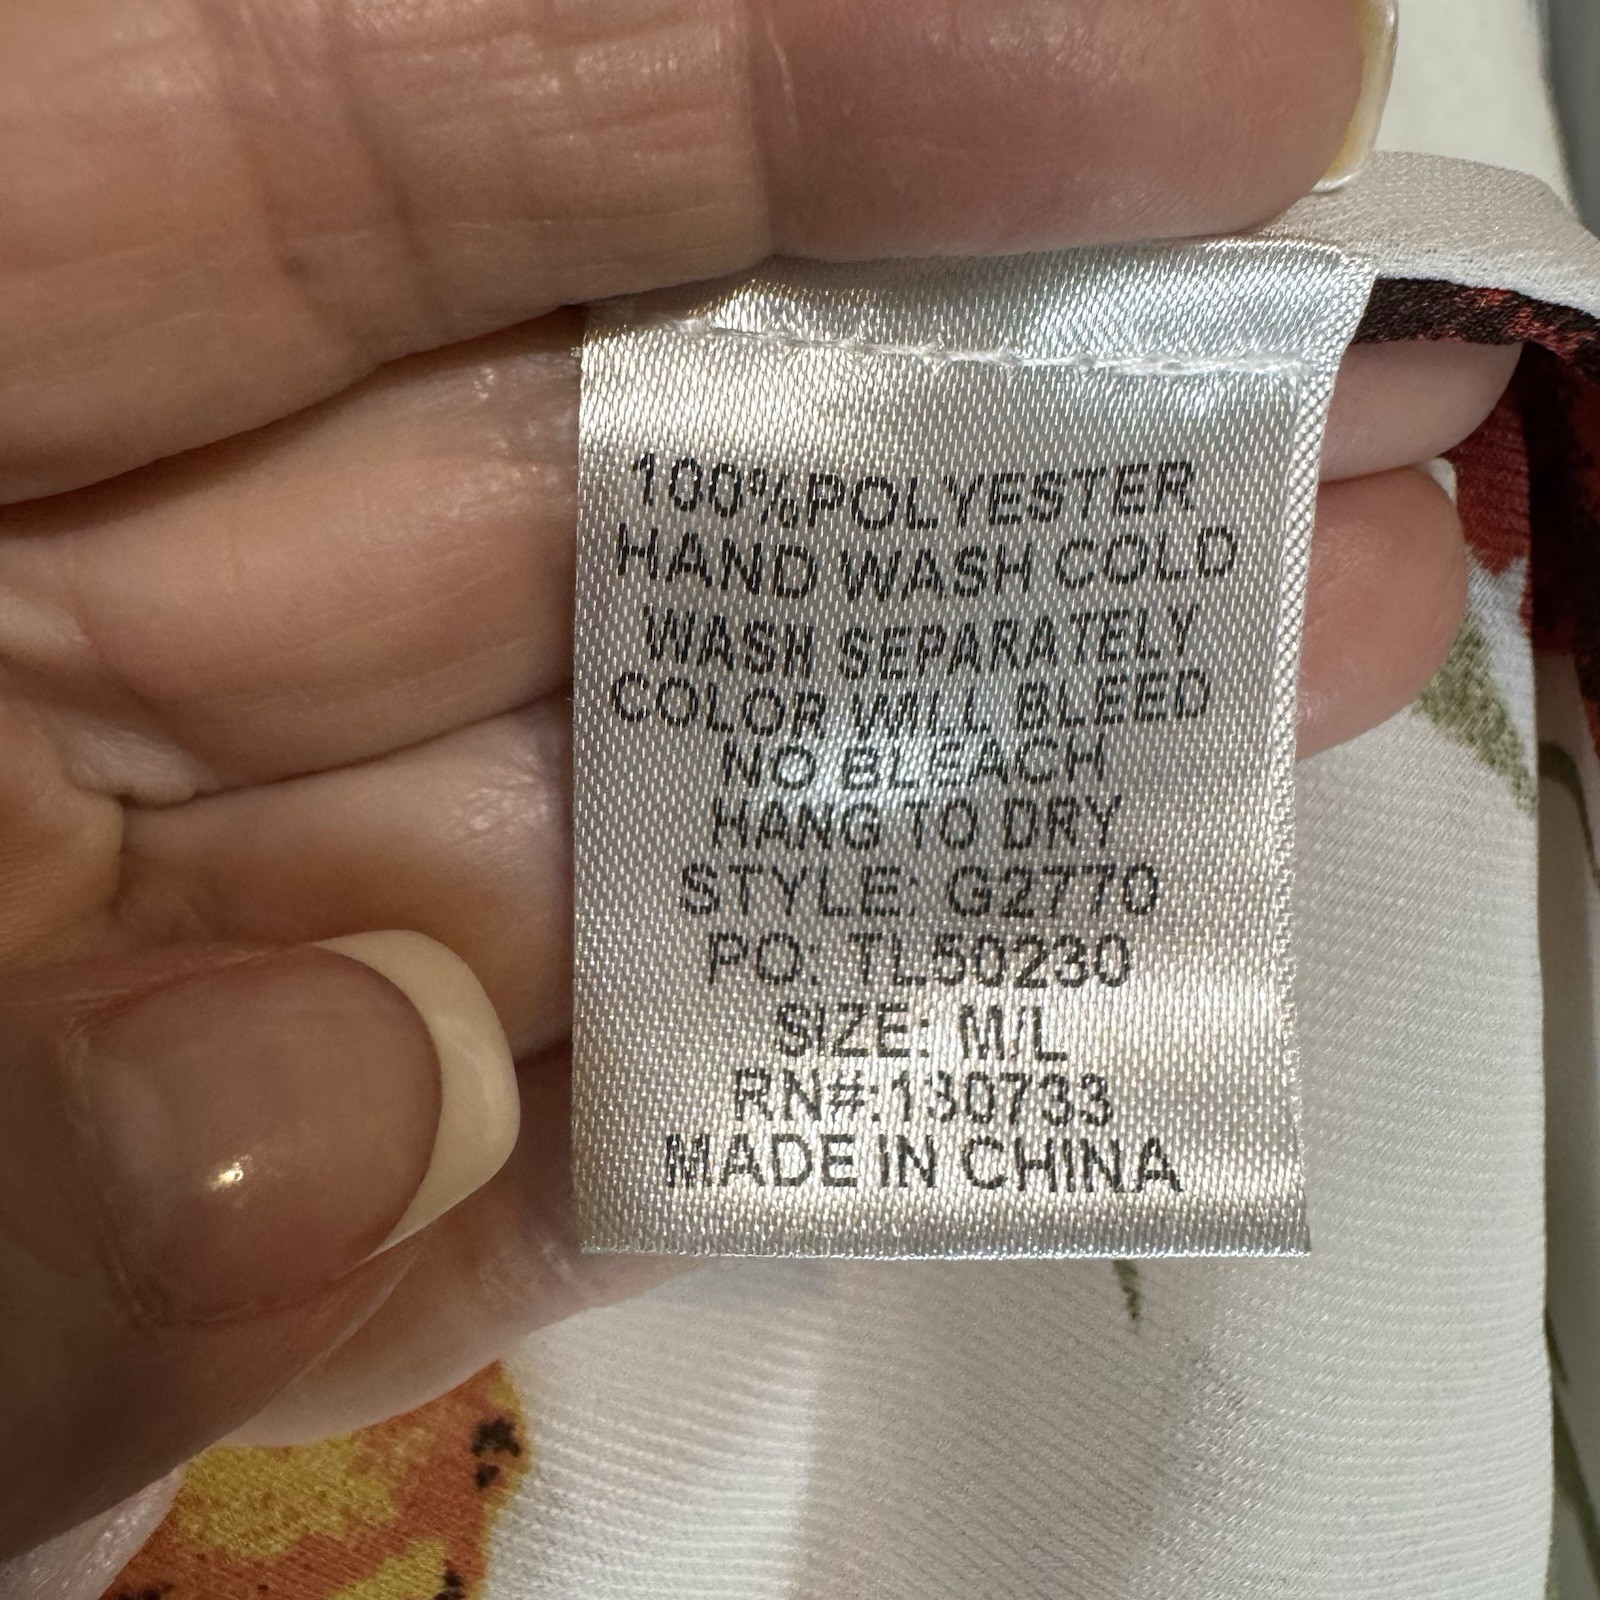 100%POLYESTER
HAND WASH COLD
WASH SEPARATELY
COLOR WILL BLEED
NO BLEACH
HANG TO DRY
STYLE: G2770
PO: TL50230
SIZE: M/L
RN#:130733
MADE IN CHINA